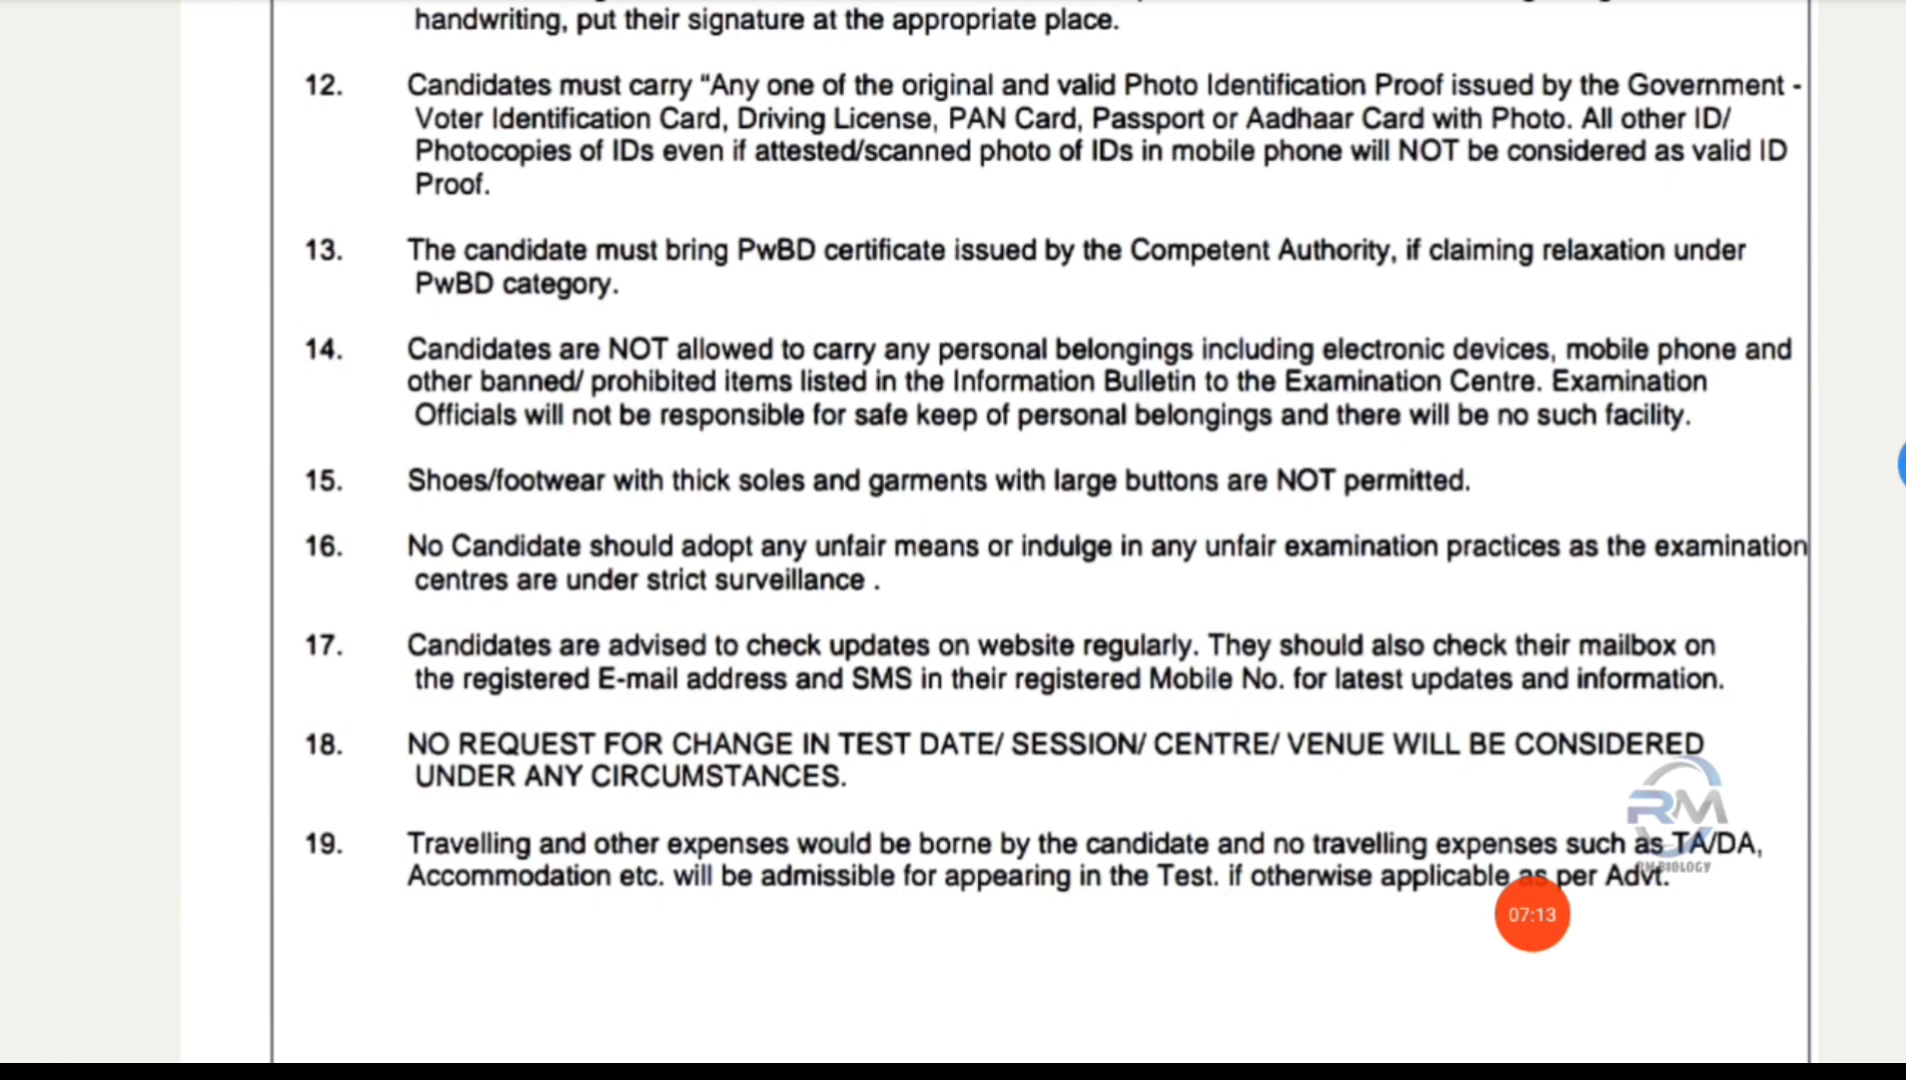 handwriting, put their signature at the appropriate place.
12. Candidates must carry “Any one of the original and valid Photo Identification Proof issued by the Government -
Voter Identification Card, Driving License, PAN Card, Passport or Aadhaar Card with Photo. All other ID/
Photocopies of IDs even if attested/scanned photo of IDs in mobile phone will NOT be considered as valid ID
Proof.
13. The candidate must bring PwBD certificate issued by the Competent Authority, if claiming relaxation under
PwBD category.
14. Candidates are NOT allowed to carry any personal belongings including electronic devices, mobile phone and
other banned/ prohibited items listed in the Information Bulletin to the Examination Centre. Examination
Officials will not be responsible for safe keep of personal belongings and there will be no such facility.
15. Shoes/footwear with thick soles and garments with large buttons are NOT permitted.
16. No Candidate should adopt any unfair means or indulge in any unfair examination practices as the examination
centres are under strict surveillance .
17. Candidates are advised to check updates on website regularly. They should also check their mailbox on
the registered E-mail address and SMS in their registered Mobile No. for latest updates and information.
18. NO REQUEST FOR CHANGE IN TEST DATE/ SESSION/ CENTRE/ VENUE WILL BE CONSIDERED
UNDER ANY CIRCUMSTANCES.
RM
19. Travelling and other expenses would be borne by the candidate and no travelling expenses such as TA/DA,
Accommodation etc. will be admissible for appearing in the Test. if otherwise applicable as per Advt.
RM BIOLOGY
07:13